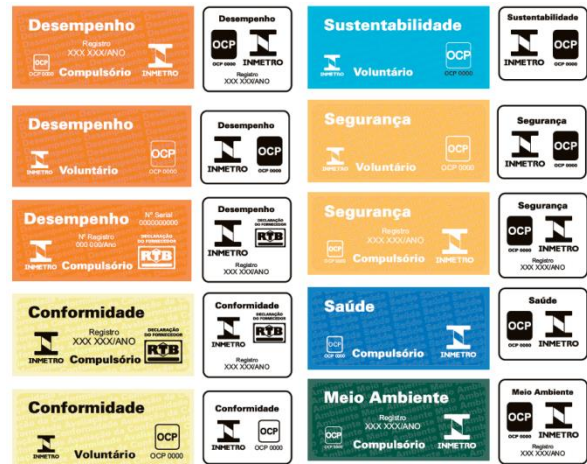 Desempenho
Registro
XXX XXX/ANO
OCP
OCP 0000
Compulsório
INMETRO
Desempenho
OCP
OCP 0000
INMETRO
Registro
XXX XXX/ANO
Sustentabilidade
INMETRO
Voluntário
OCP
OCP 0000
Sustentabilidade
OCP
OCP 0000
INMETRO
Desempenho
INMETRO
Voluntário
OCP
OCP 0000
Desempenho
INMETRO
OCP
OCP 0000
Segurança
INMETRO
Voluntário
OCP
OCP 0000
Segurança
INMETRO
OCP
OCP 0000
Desempenho
Nº Serial
0000000000
Nº Registro
000 000/Ano
DECLARAÇÃO
DO FORNECEDOR
INMETRO
Compulsório
Desempenho
INMETRO
DECLARAÇÃO
DO FORNECEDOR
Registro
XXX XXX/ANO
Segurança
Registro
XXX XXX/ANO
OCP
OCP 0000
Compulsório
INMETRO
Segurança
OCP
OCP 0000
INMETRO
Registro
XXX XXX/ANO
Conformidade
Registro
XXX XXX/ANO
DECLARAÇÃO
DO FORNECEDOR
INMETRO
Compulsório
Conformidade
INMETRO
DECLARAÇÃO
DO FORNECEDOR
Registro
XXX XXX/ANO
Saúde
OCP
OCP 0000
Compulsório
INMETRO
Saúde
OCP
OCP 0000
INMETRO
Conformidade
INMETRO
Voluntário
OCP
OCP 0000
Conformidade
INMETRO
OCP
OCP 0000
Meio Ambiente
Registro
XXX XXX/ANO
OCP
OCP 0000
Compulsório
INMETRO
Meio Ambiente
OCP
OCP 0000
INMETRO
Registro
XXX XXX/ANO